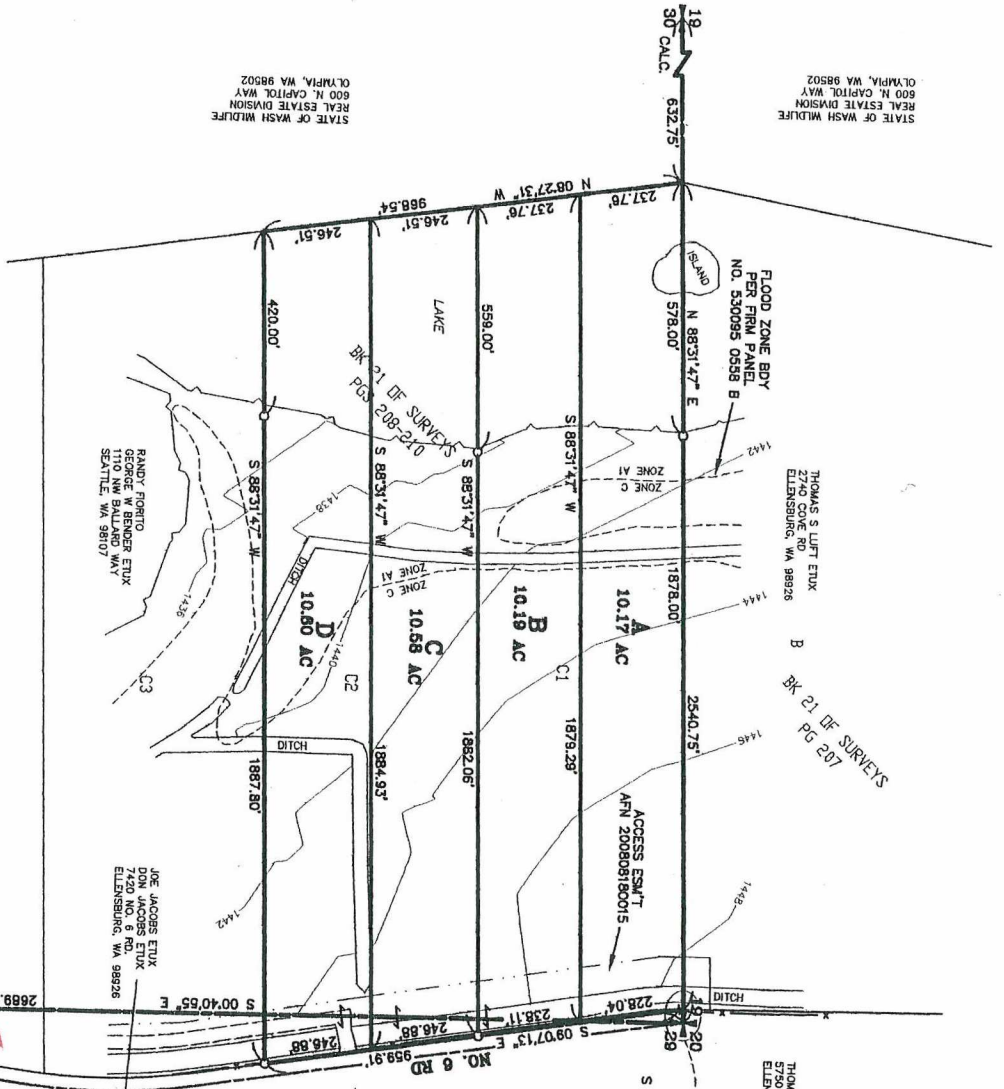 19
30
CALC.
632.75'
STATE OF WASH WILDLIFE
REAL ESTATE DIVISION
600 N. CAPITOL WAY
OLYMPIA, WA 98502
STATE OF WASH WILDLIFE
REAL ESTATE DIVISION
600 N. CAPITOL WAY
OLYMPIA, WA 98502
N 08°27'31" W
968.54'
237.76'
237.76'
246.51'
246.51'
ISLAND
FLOOD ZONE BDY
PER FIRM PANEL
NO. 530095 0558 B
N 88°31'47" E
578.00'
1878.00'
2540.75'
THOMAS S LUFT ETUX
2740 COVE RD
ELLENSBURG, WA 98926
B
BK 21 OF SURVEYS
PG 207
LAKE
559.00'
420.00'
BK 21 OF SURVEYS
PGS 208-210
S 88°31'47" W
S 88°31'47" W
S 88°31'47" W
S 88°31'47" W
ZONE A1
ZONE C
ZONE A1
ZONE C
1442
1444
1446
1448
1438
1440
1436
1442
A
10.17 AC
B
10.19 AC
C
10.58 AC
D
10.60 AC
C1
C2
C3
DITCH
DITCH
DITCH
1879.29'
1882.06'
1884.93'
1887.80'
RANDY FIORITO
GEORGE W BENDER ETUX
1110 NW BALLARD WAY
SEATTLE, WA 98107
ACCESS ESM'T
AFN 200808180015
JOE JACOBS ETUX
DON JACOBS ETUX
7420 NO. 6 RD.
ELLENSBURG, WA 98926
S 00°40'55" E
2689.
228.04'
238.11'
246.88'
246.88'
S 09°07'13" E
959.91'
NO. 6 RD
19
20
29
S
THOM
5750
ELLEN